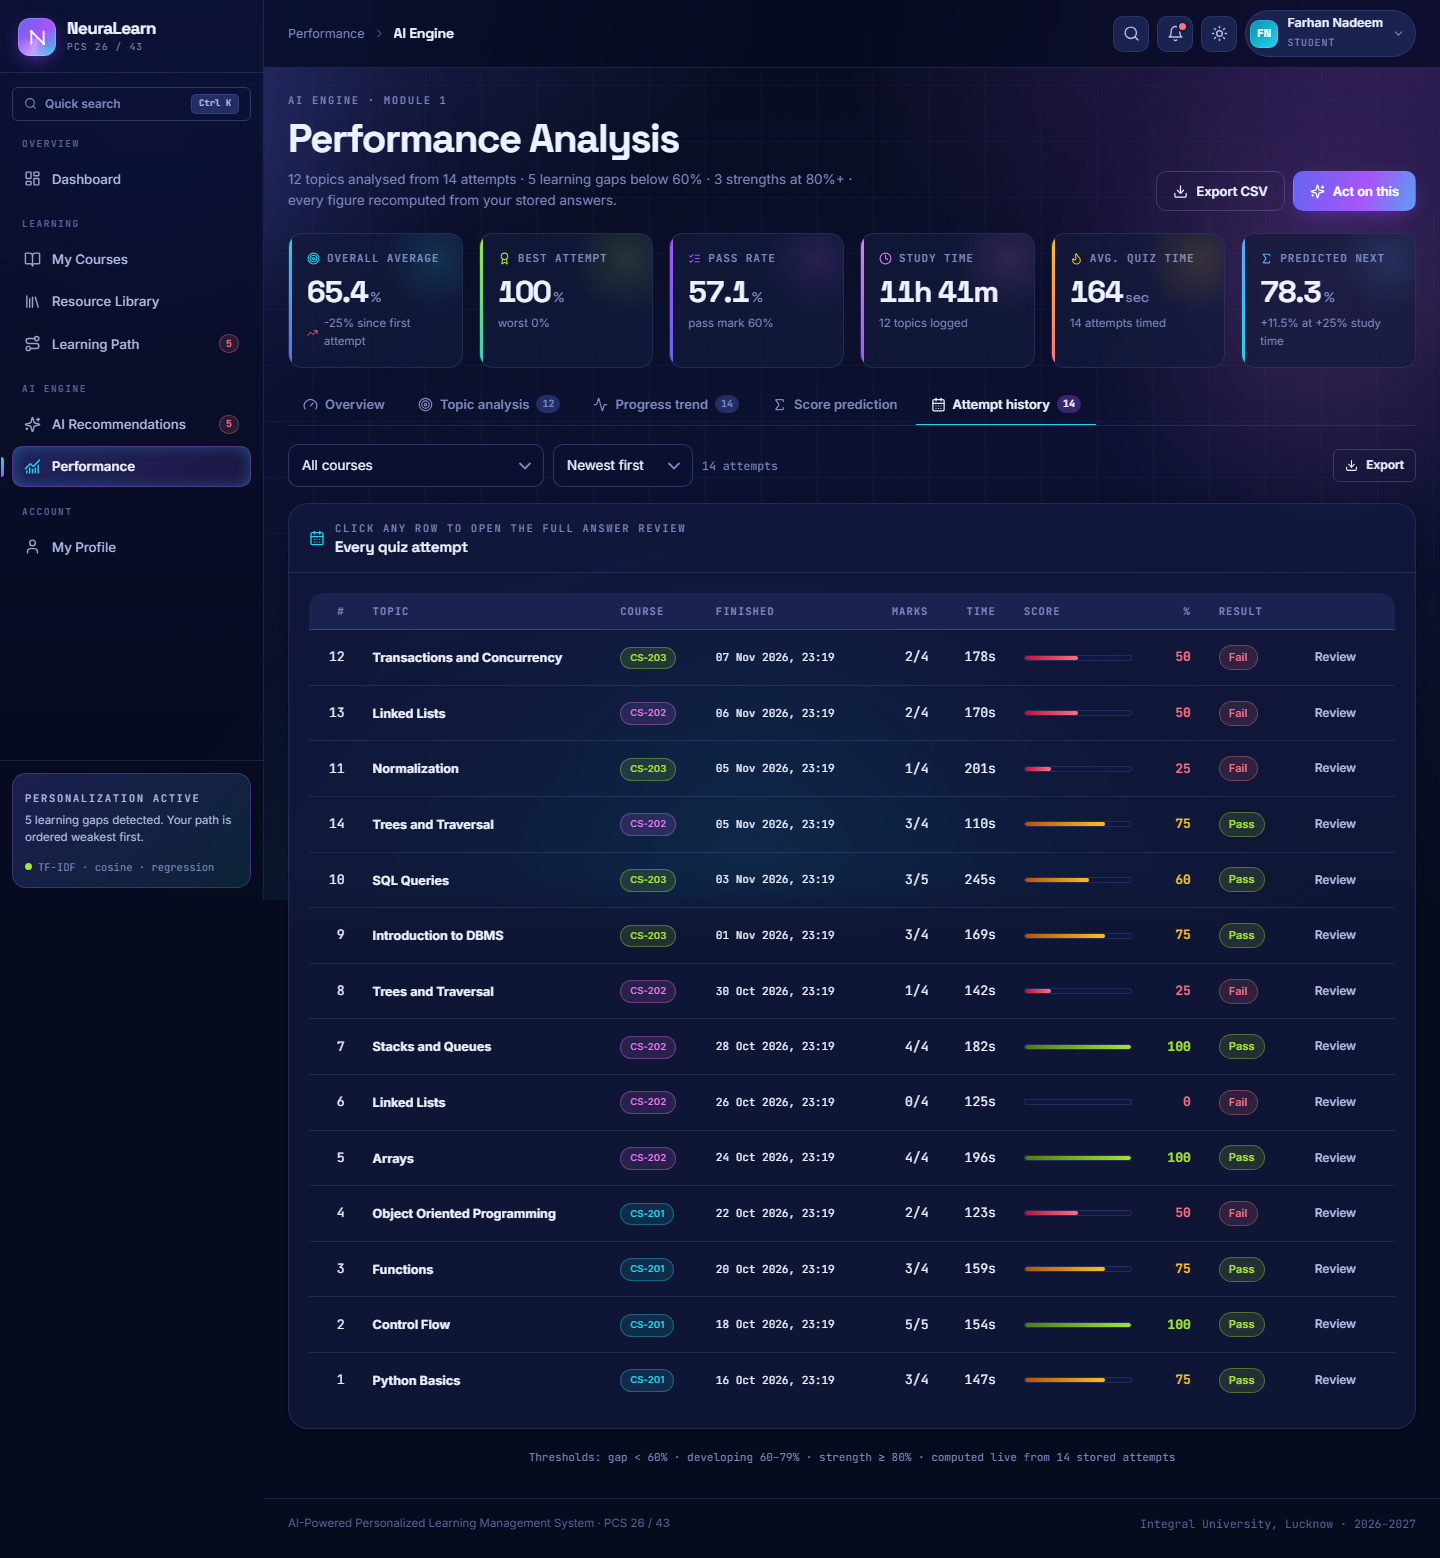 NeuraLearn
PCS 26 / 43
Quick search
Ctrl K
OVERVIEW
Dashboard
LEARNING
My Courses
Resource Library
Learning Path
5
AI ENGINE
AI Recommendations
5
Performance
ACCOUNT
My Profile
PERSONALIZATION ACTIVE
5 learning gaps detected. Your path is
ordered weakest first.
TF-IDF · cosine · regression
Performance
AI Engine
FN
Farhan Nadeem
STUDENT
AI ENGINE · MODULE 1
Performance Analysis
12 topics analysed from 14 attempts · 5 learning gaps below 60% · 3 strengths at 80%+ ·
every figure recomputed from your stored answers.
Export CSV
Act on this
OVERALL AVERAGE
65.4%
-25% since first
attempt
BEST ATTEMPT
100%
worst 0%
PASS RATE
57.1%
pass mark 60%
STUDY TIME
11h 41m
12 topics logged
AVG. QUIZ TIME
164sec
14 attempts timed
PREDICTED NEXT
78.3%
+11.5% at +25% study
time
Overview
Topic analysis 12
Progress trend 14
Score prediction
Attempt history 14
All courses
Newest first
14 attempts
Export
CLICK ANY ROW TO OPEN THE FULL ANSWER REVIEW
Every quiz attempt
# TOPIC COURSE FINISHED MARKS TIME SCORE % RESULT
12 Transactions and Concurrency CS-203 07 Nov 2026, 23:19 2/4 178s 50 Fail Review
13 Linked Lists CS-202 06 Nov 2026, 23:19 2/4 170s 50 Fail Review
11 Normalization CS-203 05 Nov 2026, 23:19 1/4 201s 25 Fail Review
14 Trees and Traversal CS-202 05 Nov 2026, 23:19 3/4 110s 75 Pass Review
10 SQL Queries CS-203 03 Nov 2026, 23:19 3/5 245s 60 Pass Review
9 Introduction to DBMS CS-203 01 Nov 2026, 23:19 3/4 169s 75 Pass Review
8 Trees and Traversal CS-202 30 Oct 2026, 23:19 1/4 142s 25 Fail Review
7 Stacks and Queues CS-202 28 Oct 2026, 23:19 4/4 182s 100 Pass Review
6 Linked Lists CS-202 26 Oct 2026, 23:19 0/4 125s 0 Fail Review
5 Arrays CS-202 24 Oct 2026, 23:19 4/4 196s 100 Pass Review
4 Object Oriented Programming CS-201 22 Oct 2026, 23:19 2/4 123s 50 Fail Review
3 Functions CS-201 20 Oct 2026, 23:19 3/4 159s 75 Pass Review
2 Control Flow CS-201 18 Oct 2026, 23:19 5/5 154s 100 Pass Review
1 Python Basics CS-201 16 Oct 2026, 23:19 3/4 147s 75 Pass Review
Thresholds: gap < 60% · developing 60–79% · strength ≥ 80% · computed live from 14 stored attempts
AI-Powered Personalized Learning Management System · PCS 26 / 43
Integral University, Lucknow · 2026–2027